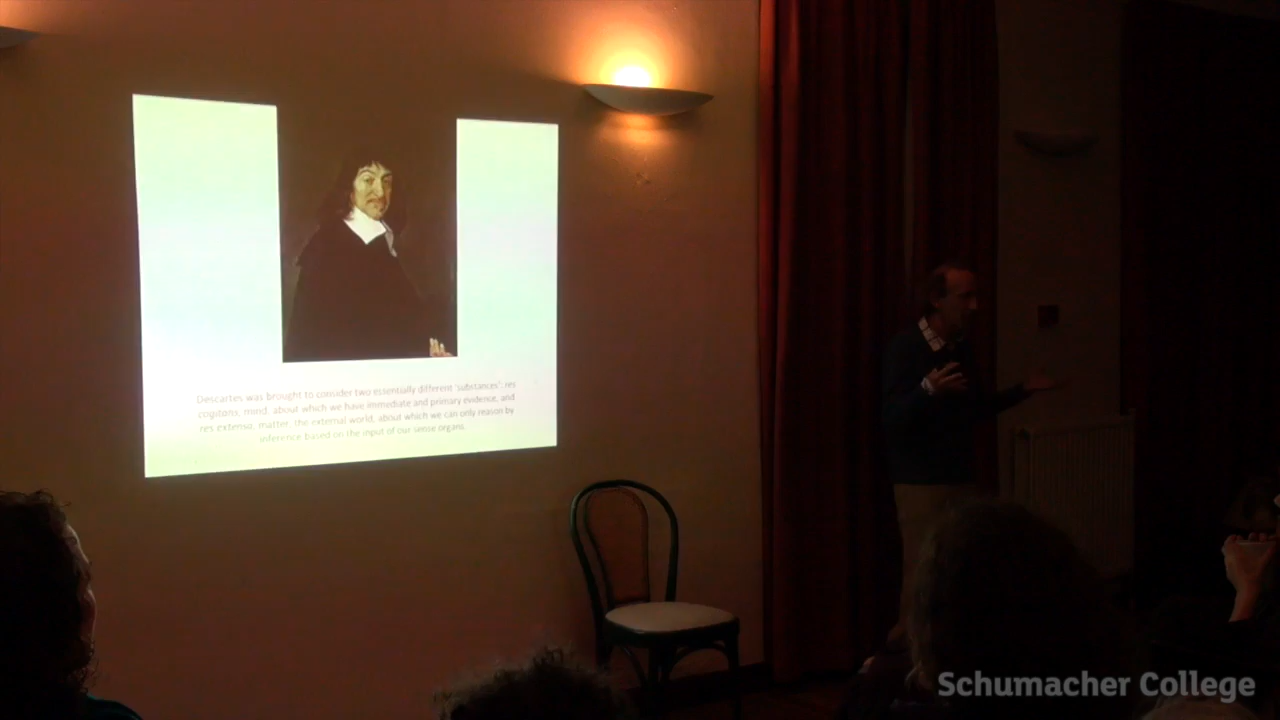 Descartes was brought to consider two essentially different 'substances': res
cogitans, mind, about which we have immediate and primary evidence, and
res extensa, matter, the external world, about which we can only reason by
inference based on the input of our sense organs.
Schumacher College